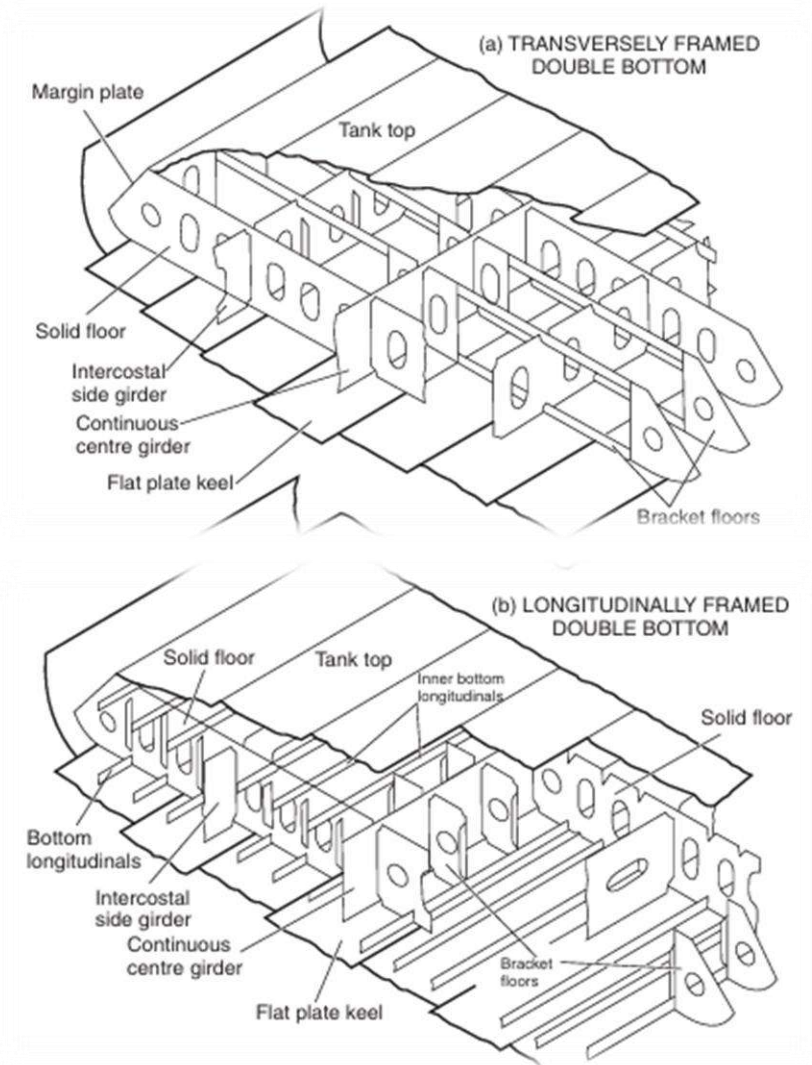 (a) TRANSVERSELY FRAMED
DOUBLE BOTTOM
Margin plate
Tank top
Solid floor
Intercostal
side girder
Continuous
centre girder
Flat plate keel
Bracket floors
(b) LONGITUDINALLY FRAMED
DOUBLE BOTTOM
Solid floor
Tank top
Inner bottom
longitudinals
Solid floor
Bottom
longitudinals
Intercostal
side girder
Continuous
centre girder
Bracket
floors
Flat plate keel